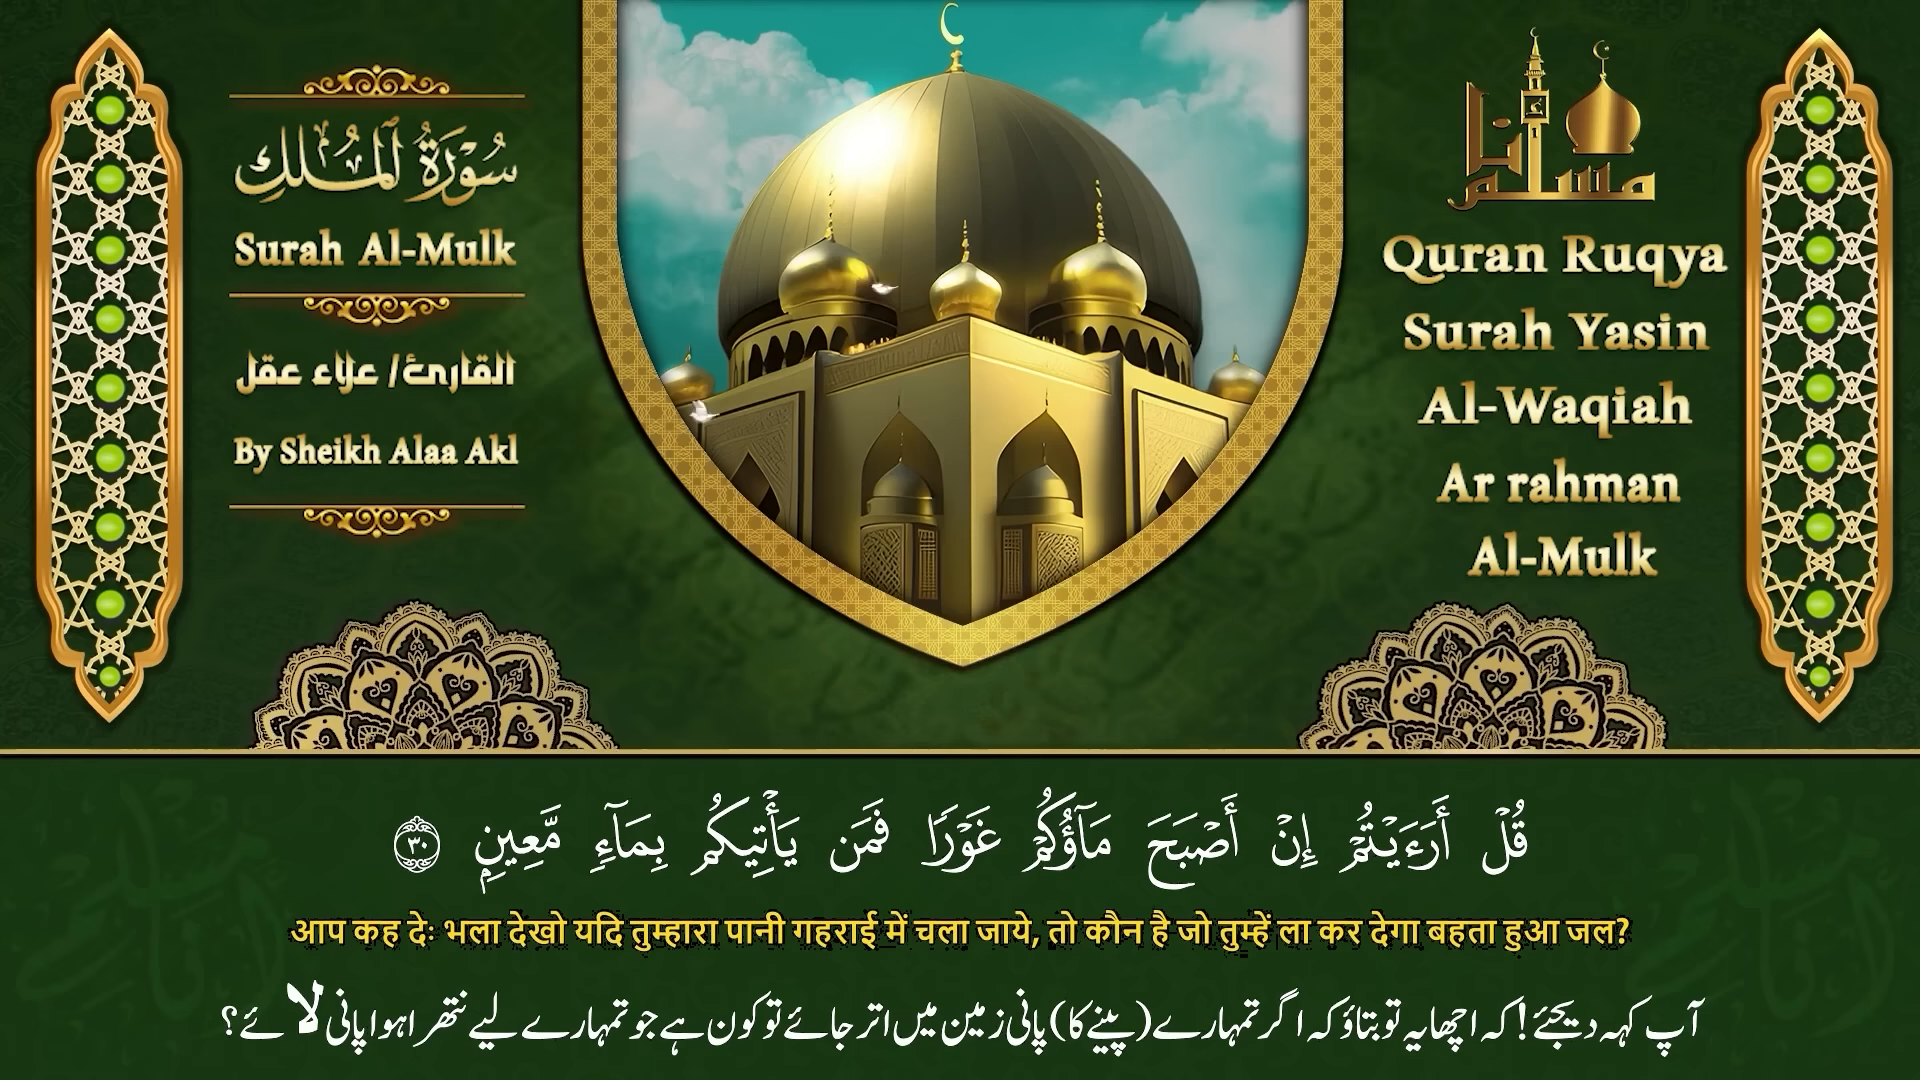 سُورَةُ ٱلْمُلْكِ
Surah Al-Mulk
القارئ/ علاء عقل
By Sheikh Alaa Akl
أنا مسلم
Quran Ruqya
Surah Yasin
Al-Waqiah
Ar rahman
Al-Mulk
قُلْ أَرَءَيْتُمْ إِنْ أَصْبَحَ مَآؤُكُمْ غَوْرًا فَمَن يَأْتِيكُم بِمَآءٍ مَّعِينٍۭ ٣٠
आप कह दें: भला देखो यदि तुम्हारा पानी गहराई में चला जाये, तो कौन है जो तुम्हें ला कर देगा बहता हुआ जल?
آپ کہہ دیجئے! کہ اچھا یہ تو بتاؤ کہ اگر تمہارے (پینے کا) پانی زمین میں اتر جائے تو کون ہے جو تمہارے لیے نتھرا ہوا پانی لائے؟